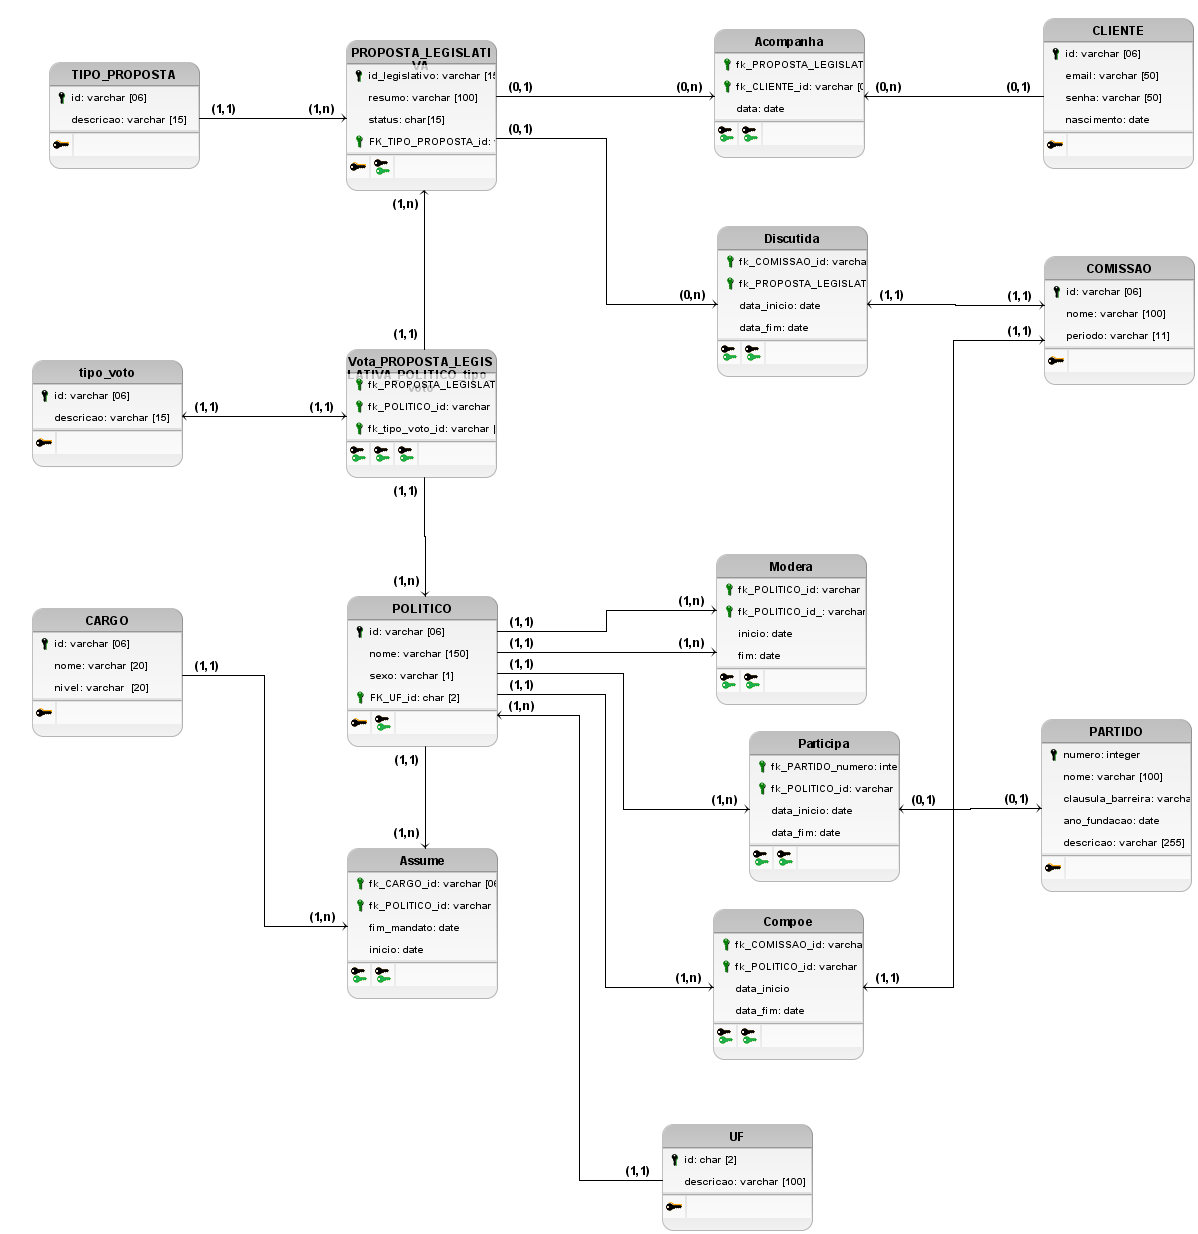 TIPO_PROPOSTA
id: varchar [06]
descricao: varchar [15]
(1,1)
(1,n)
PROPOSTA_LEGISLATI
VA
id_legislativo: varchar [15
resumo: varchar [100]
status: char[15]
FK_TIPO_PROPOSTA_id:
(0,1)
(0,n)
(0,1)
Acompanha
fk_PROPOSTA_LEGISLAT
fk_CLIENTE_id: varchar [0
data: date
(0,n)
(0,1)
CLIENTE
id: varchar [06]
email: varchar [50]
senha: varchar [50]
nascimento: date
(1,n)
(1,1)
Discutida
fk_COMISSAO_id: varcha
fk_PROPOSTA_LEGISLAT
data_inicio: date
data_fim: date
(0,n)
(1,1)
(1,1)
(1,1)
COMISSAO
id: varchar [06]
nome: varchar [100]
periodo: varchar [11]
tipo_voto
id: varchar [06]
descricao: varchar [15]
(1,1)
(1,1)
Vota_PROPOSTA_LEGIS
LATIVA_POLITICO_tipo_
voto
fk_PROPOSTA_LEGISLAT
fk_POLITICO_id: varchar
fk_tipo_voto_id: varchar [
(1,1)
(1,n)
CARGO
id: varchar [06]
nome: varchar [20]
nivel: varchar [20]
(1,1)
POLITICO
id: varchar [06]
nome: varchar [150]
sexo: varchar [1]
FK_UF_id: char [2]
(1,1)
(1,1)
(1,1)
(1,1)
(1,n)
(1,n)
(1,n)
Modera
fk_POLITICO_id: varchar
fk_POLITICO_id_: varchar
inicio: date
fim: date
(1,1)
(1,n)
Participa
fk_PARTIDO_numero: inte
fk_POLITICO_id: varchar
data_inicio: date
data_fim: date
(1,n)
(0,1)
(0,1)
PARTIDO
numero: integer
nome: varchar [100]
clausula_barreira: varcha
ano_fundacao: date
descricao: varchar [255]
(1,n)
Assume
fk_CARGO_id: varchar [06
fk_POLITICO_id: varchar
fim_mandato: date
inicio: date
Compoe
fk_COMISSAO_id: varcha
fk_POLITICO_id: varchar
data_inicio
data_fim: date
(1,n)
(1,1)
UF
id: char [2]
descricao: varchar [100]
(1,1)